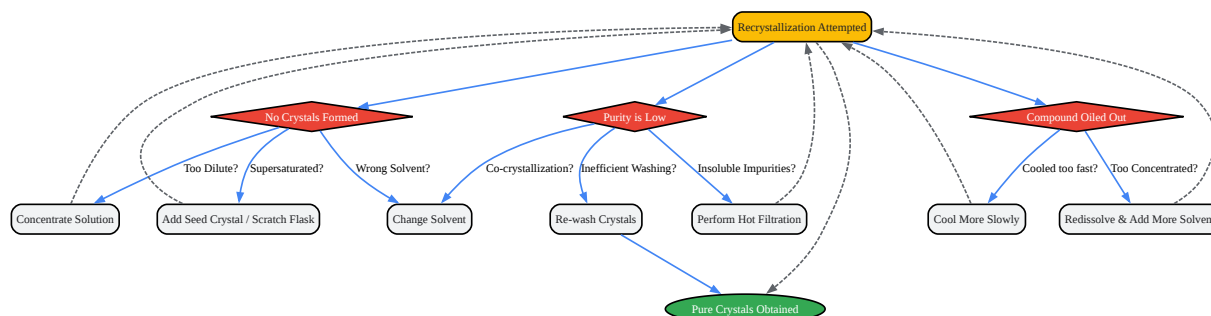 Recrystallization Attempted
No Crystals Formed
Purity is Low
Compound Oiled Out
Too Dilute?
Supersaturated?
Wrong Solvent?
Co-crystallization?
Inefficient Washing?
Insoluble Impurities?
Cooled too fast?
Too Concentrated?
Concentrate Solution
Add Seed Crystal / Scratch Flask
Change Solvent
Re-wash Crystals
Perform Hot Filtration
Cool More Slowly
Redissolve & Add More Solvent
Pure Crystals Obtained